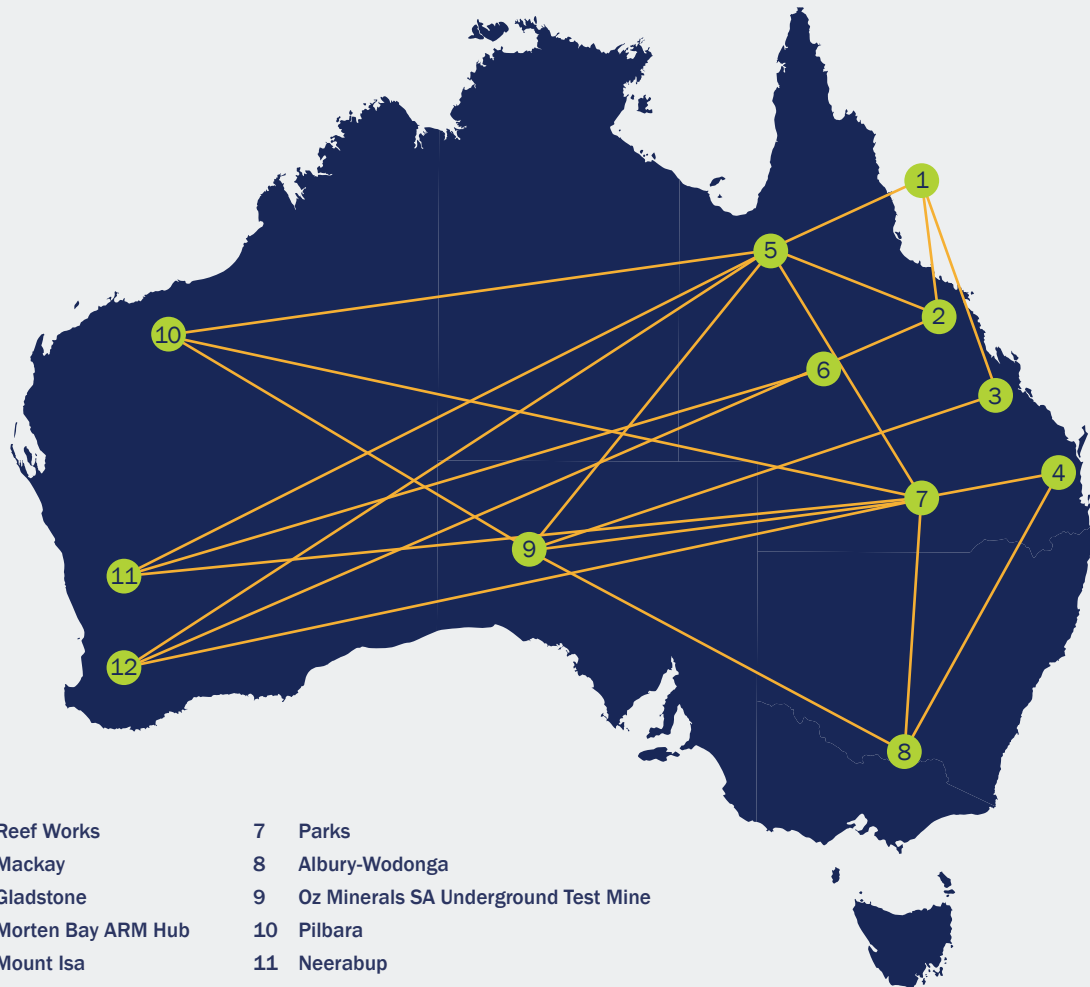 1
5
2
10
6
3
4
7
9
11
12
8
Reef Works
Mackay
Gladstone
Morten Bay ARM Hub
Mount Isa
7 Parks
8 Albury-Wodonga
9 Oz Minerals SA Underground Test Mine
10 Pilbara
11 Neerabup